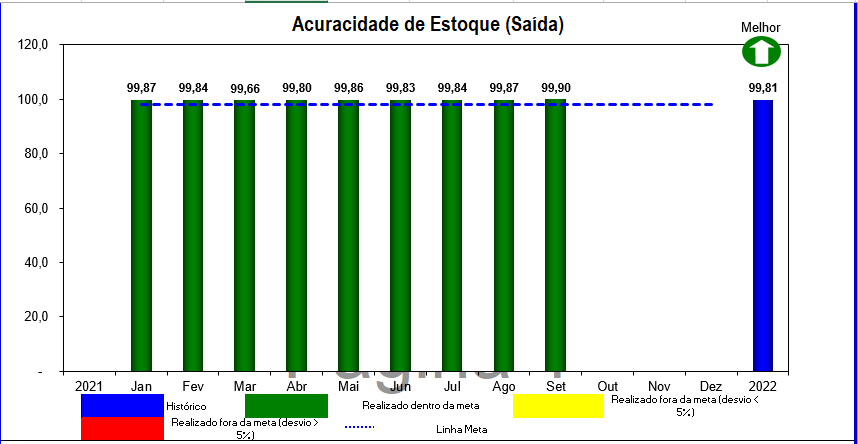 Acuracidade de Estoque (Saída)
Melhor
120,0
100,0
80,0
60,0
40,0
20,0
-
99,87 99,84 99,66 99,80 99,86 99,83 99,84 99,87 99,90 99,81
2021 Jan Fev Mar Abr Mai Jun Jul Ago Set Out Nov Dez 2022
Histórico
Realizado dentro da meta
Realizado fora da meta (desvio <
5%)
Realizado fora da meta (desvio >
5%)
Linha Meta